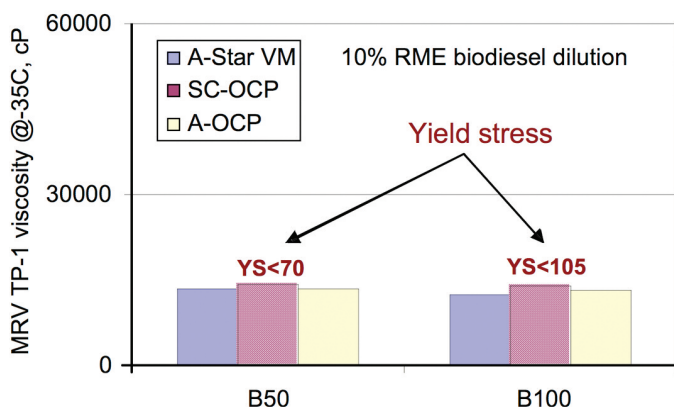 60000
A-Star VM
SC-OCP
A-OCP
10% RME biodiesel dilution
MRV TP-1 viscosity @-35C, cP
Yield stress
30000
YS<70
YS<105
0
B50
B100